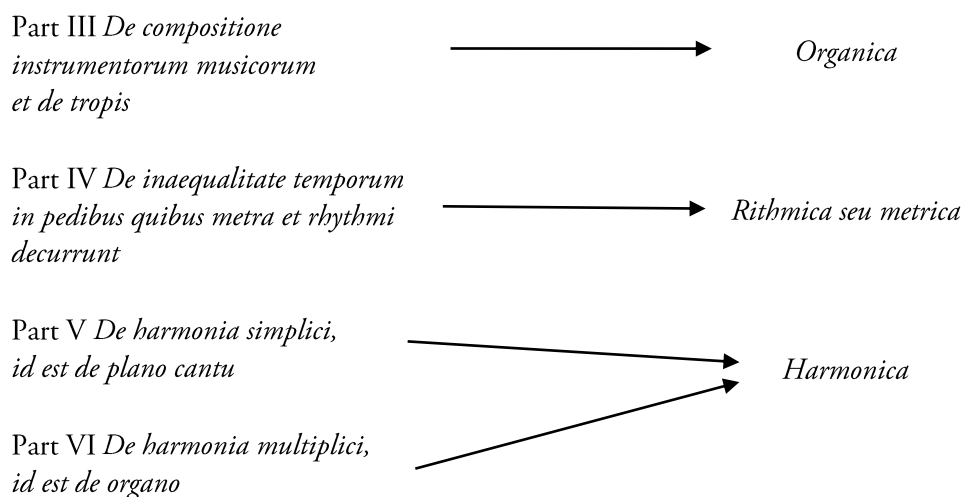 Part III De compositione
instrumentorum musicorum
et de tropis
Organica
Part IV De inaequalitate temporum
in pedibus quibus metra et rhythmi
decurrunt
Rithmica seu metrica
Part V De harmonia simplici,
id est de plano cantu
Harmonica
Part VI De harmonia multiplici,
id est de organo